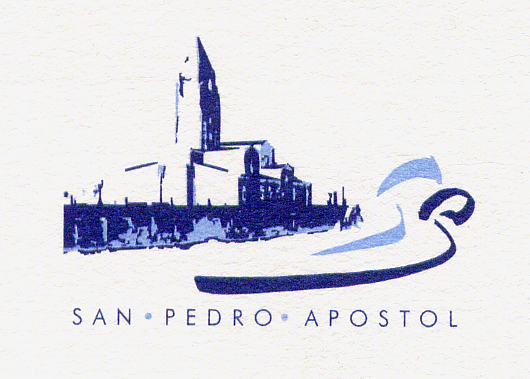 SAN • PEDRO • APOSTOL